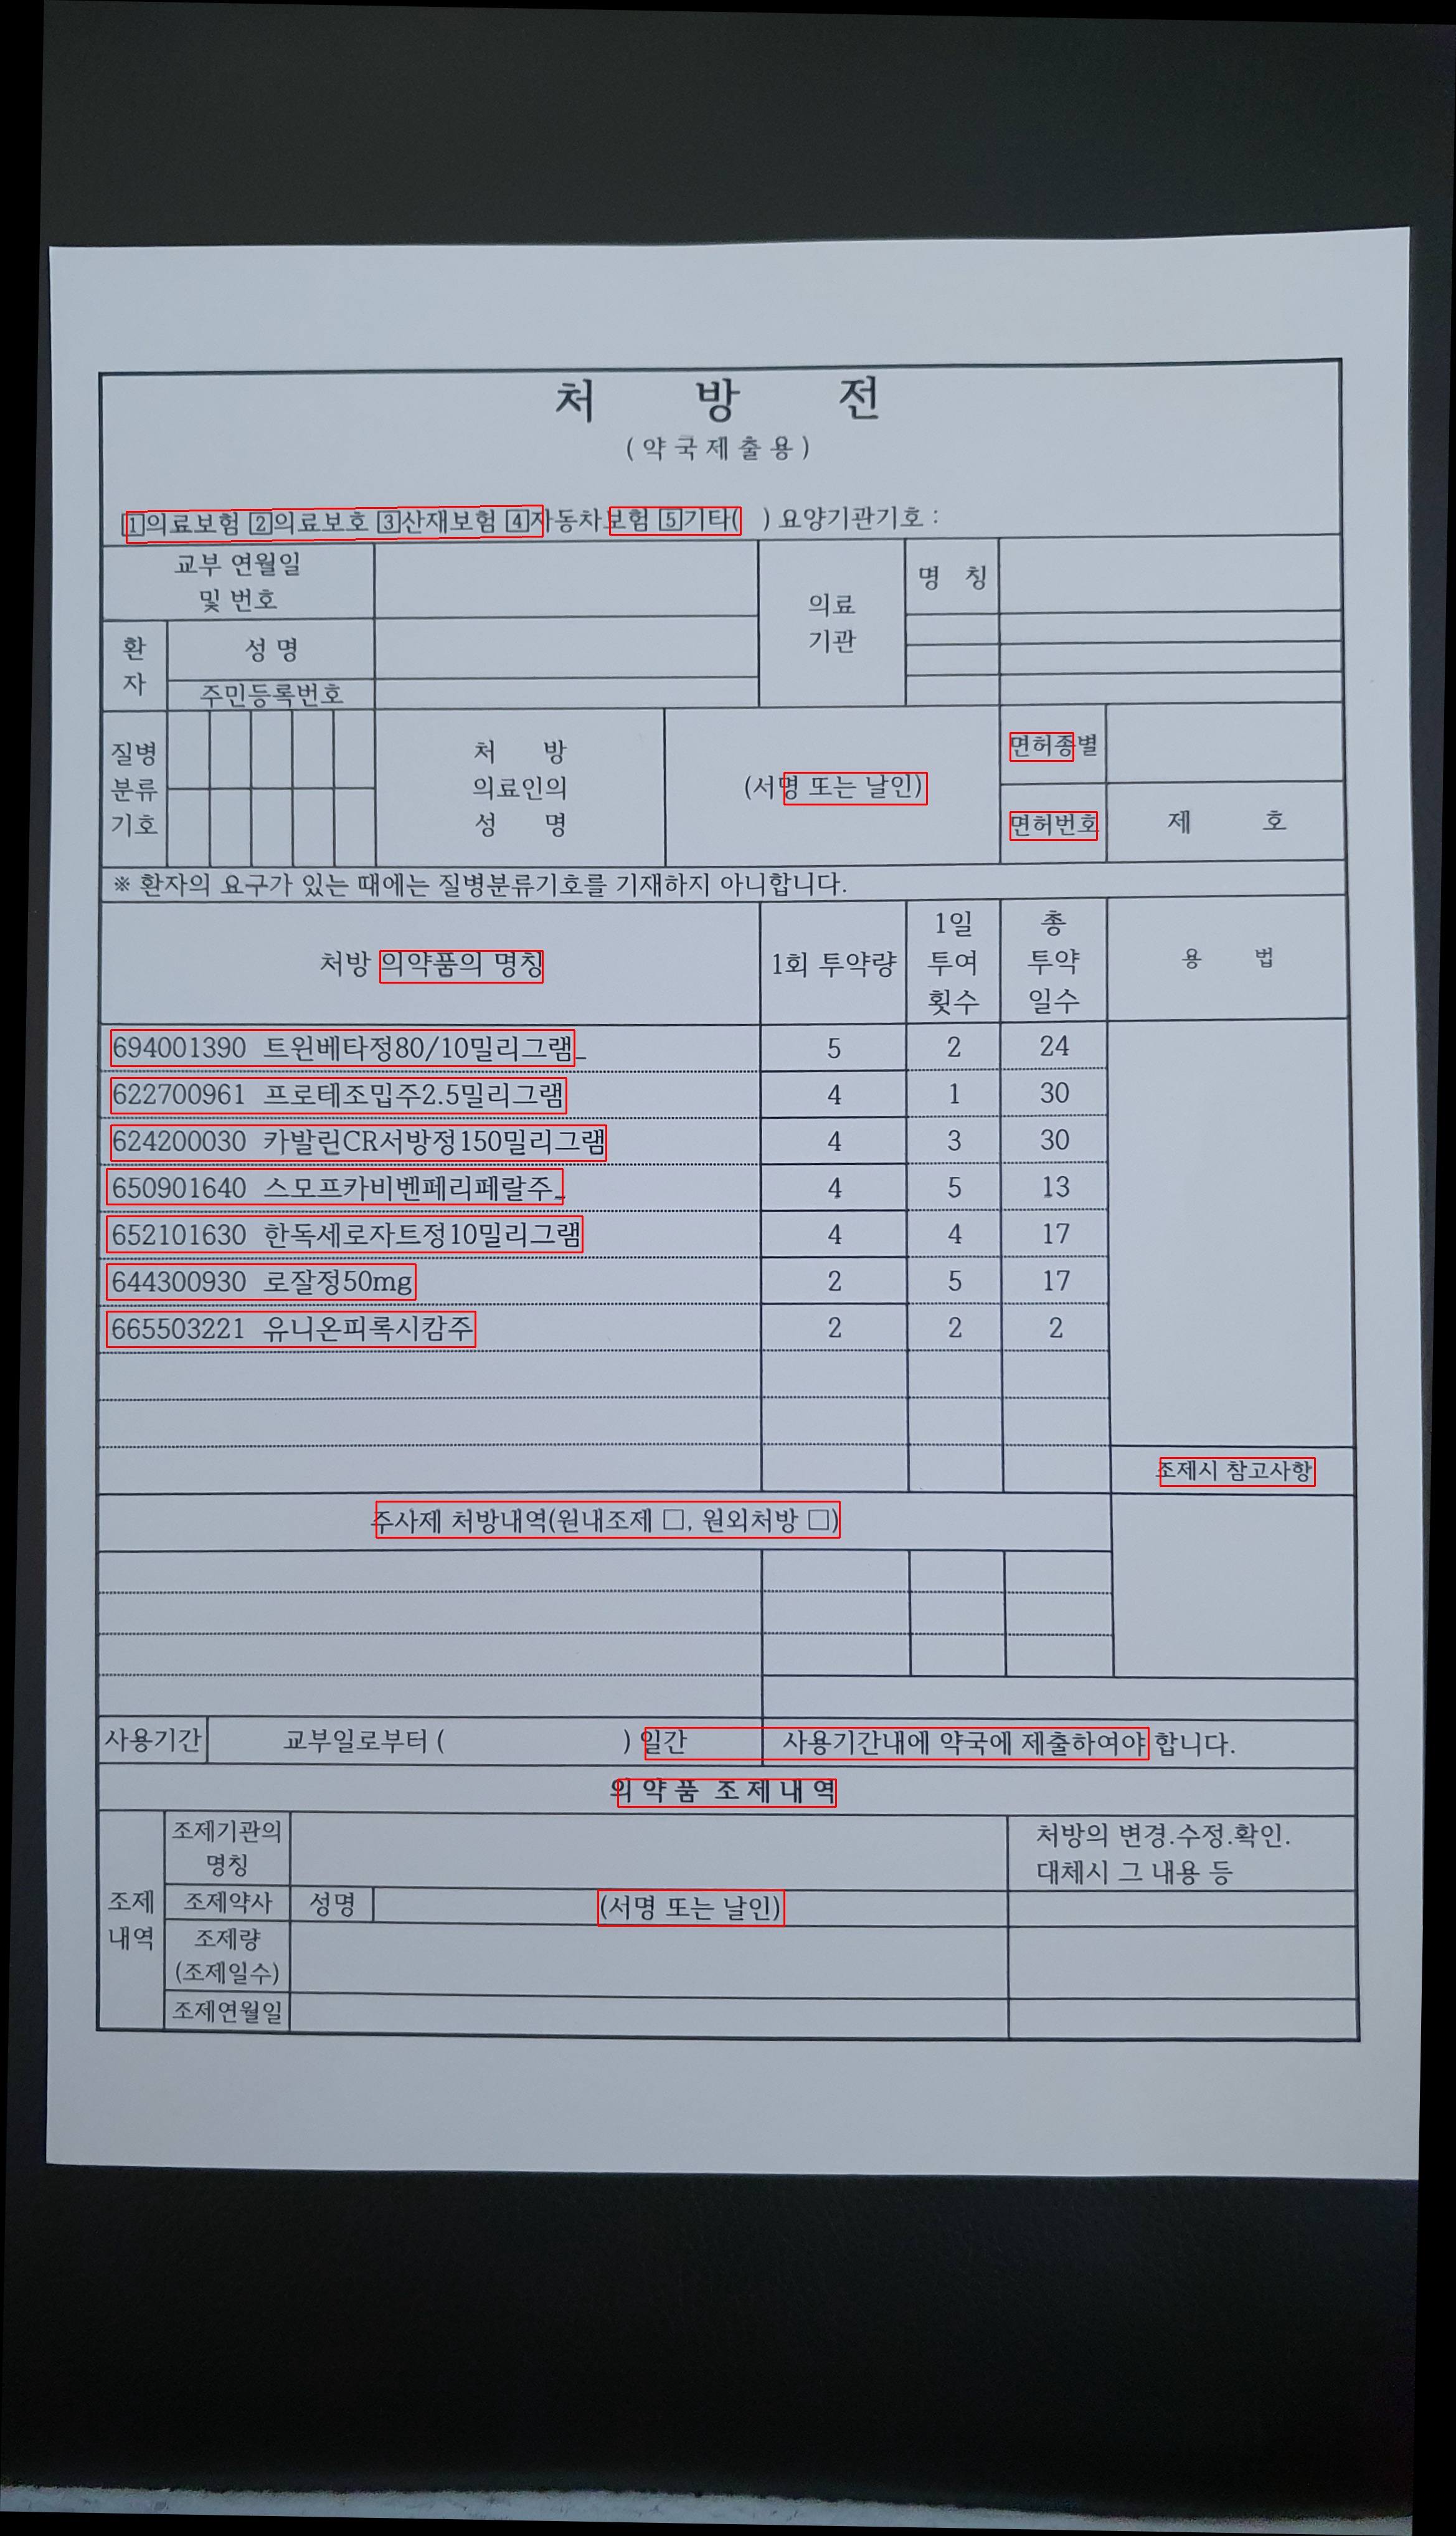 처 방 전
(약국제출용)
1의료보험 2의료보호 3산재보험 4자동차보험 5기타( ) 요양기관기호 :
교부 연월일
및 번호
의료
기관
명 칭
환
자
성 명
주민등록번호
질병
분류
기호
처 방
의료인의
성 명
(서명 또는 날인)
면허종별
면허번호
제 호
※ 환자의 요구가 있는 때에는 질병분류기호를 기재하지 아니합니다.
처방 의약품의 명칭
1회 투약량
1일
투여
횟수
총
투약
일수
용 법
694001390 트윈베타정80/10밀리그램_ 5 2 24
622700961 프로테조밉주2.5밀리그램 4 1 30
624200030 카발린CR서방정150밀리그램 4 3 30
650901640 스모프카비벤페리페랄주_ 4 5 13
652101630 한독세로자트정10밀리그램 4 4 17
644300930 로잘정50mg 2 5 17
665503221 유니온피록시캄주 2 2 2
조제시 참고사항
주사제 처방내역(원내조제 □, 원외처방 □)
사용기간 교부일로부터 ( ) 일간 사용기간내에 약국에 제출하여야 합니다.
의 약 품 조 제 내 역
조제
내역
조제기관의
명칭
처방의 변경.수정.확인.
대체시 그 내용 등
조제약사 성명 (서명 또는 날인)
조제량
(조제일수)
조제연월일